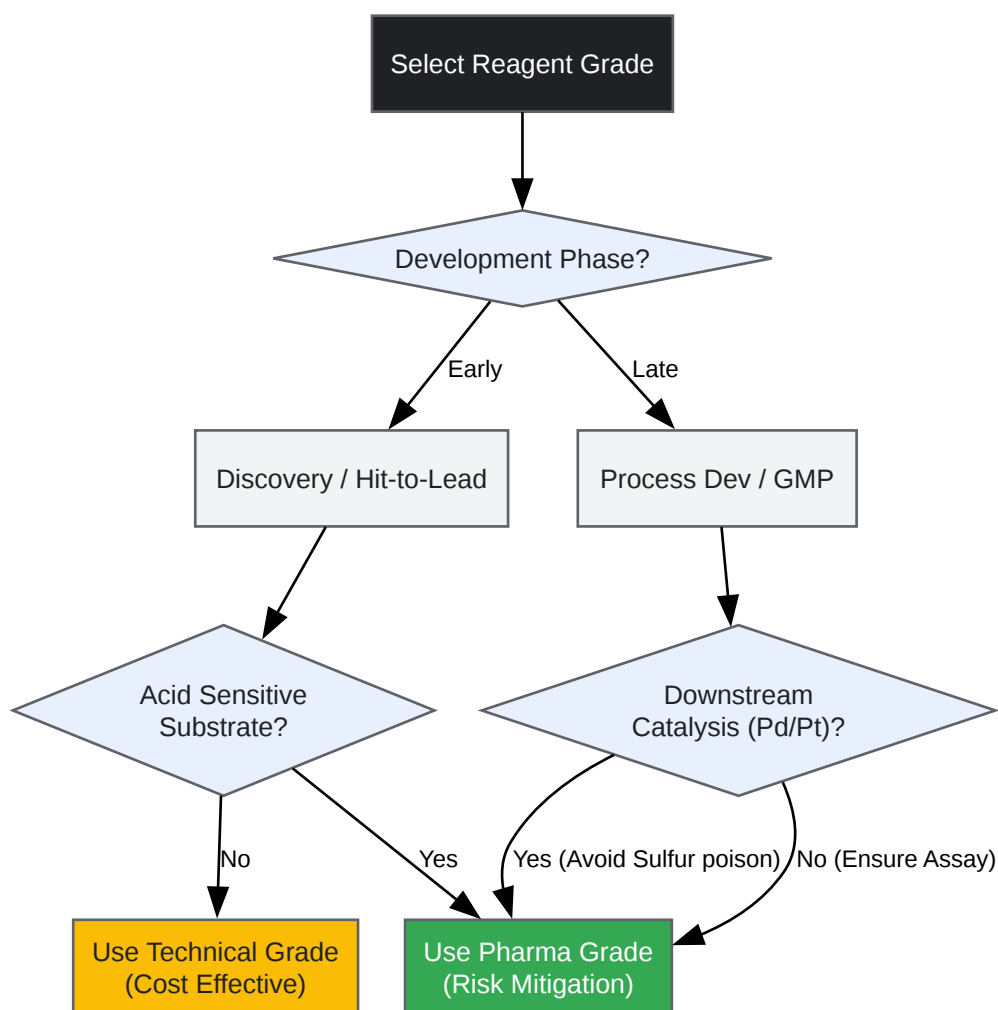 Select Reagent Grade
Development Phase?
Early
Late
Discovery / Hit-to-Lead
Process Dev / GMP
Acid Sensitive
Substrate?
Downstream
Catalysis (Pd/Pt)?
No
Yes
Yes (Avoid Sulfur poison)
No (Ensure Assay)
Use Technical Grade
(Cost Effective)
Use Pharma Grade
(Risk Mitigation)